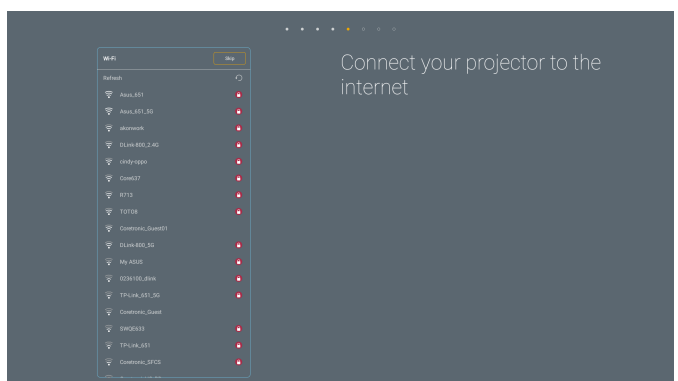 Wi-Fi
Skip
Refresh
Asus_651
Asus_651_5G
akonwork
DLink-800_2.4G
cindy-oppo
Core637
R713
TOTO8
Coretronic_Guest01
DLink-800_5G
My ASUS
0236100_dlink
TP-Link_651_5G
Coretronic_Guest
SWQE633
TP-Link_651
Coretronic_SFCS
Connect your projector to the
internet